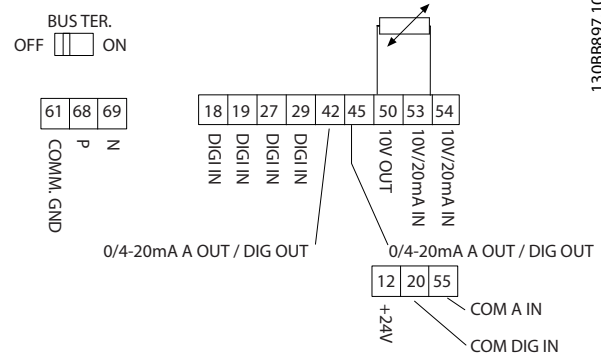 BUS TER.
OFF ON
61 68 69
COMM. GND
P
N
18 19 27 29 42 45 50 53 54
DIGI IN
DIGI IN
DIGI IN
DIGI IN
10V OUT
10V/20mA IN
10V/20mA IN
0/4-20mA A OUT / DIG OUT
0/4-20mA A OUT / DIG OUT
12 20 55
+24V
COM A IN
COM DIG IN